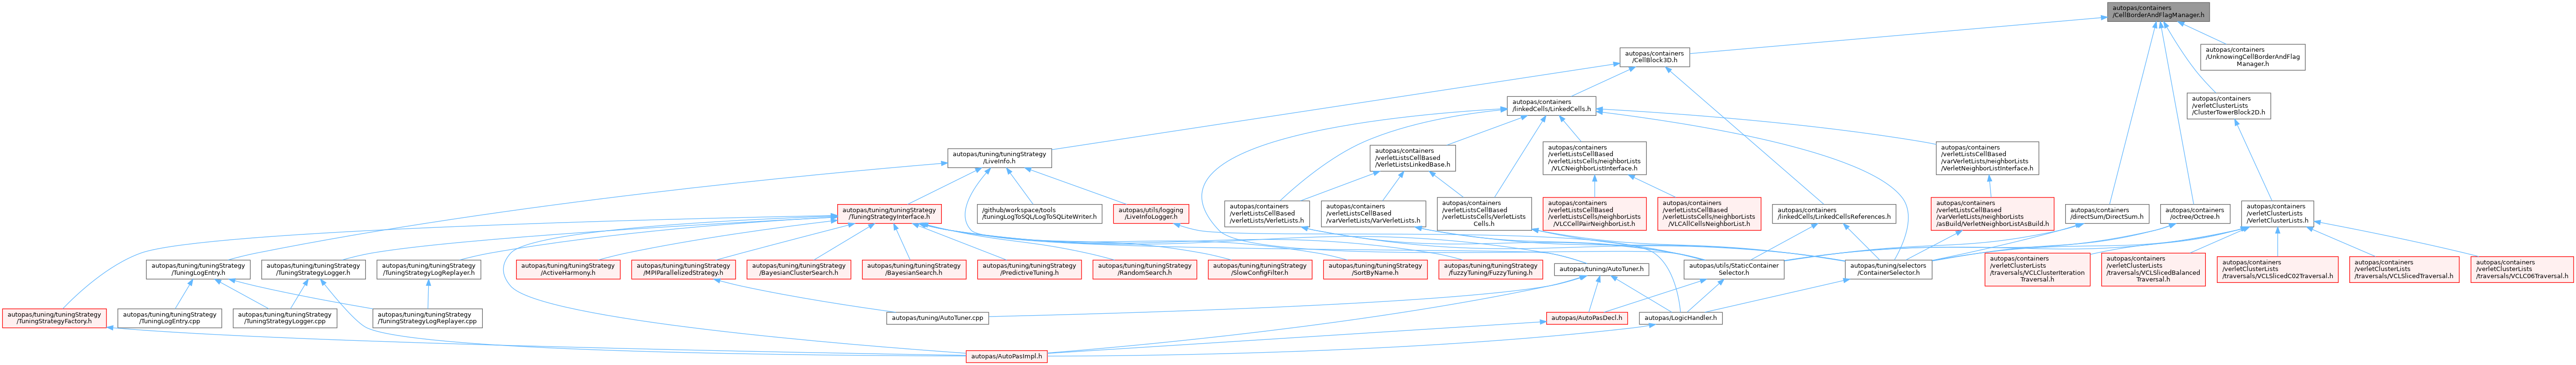 autopas/containers
/CellBorderAndFlagManager.h
autopas/containers
/CellBlock3D.h
autopas/containers
/UnknowingCellBorderAndFlag
Manager.h
autopas/containers
/linkedCells/LinkedCells.h
autopas/containers
/verletClusterLists
/ClusterTowerBlock2D.h
autopas/tuning/tuningStrategy
/LiveInfo.h
autopas/containers
/verletListsCellBased
/VerletListsLinkedBase.h
autopas/containers
/verletListsCellBased
/verletListsCells/neighborLists
/VLCNeighborListInterface.h
autopas/containers
/verletListsCellBased
/varVerletLists/neighborLists
/VerletNeighborListInterface.h
autopas/tuning/tuningStrategy
/TuningStrategyInterface.h
/github/workspace/tools
/tuningLogToSQL/LogToSQLiteWriter.h
autopas/utils/logging
/LiveInfoLogger.h
autopas/containers
/verletListsCellBased
/verletLists/VerletLists.h
autopas/containers
/verletListsCellBased
/varVerletLists/VarVerletLists.h
autopas/containers
/verletListsCellBased
/verletListsCells/VerletLists
Cells.h
autopas/containers
/verletListsCellBased
/verletListsCells/neighborLists
/VLCCellPairNeighborList.h
autopas/containers
/verletListsCellBased
/verletListsCells/neighborLists
/VLCAllCellsNeighborList.h
autopas/containers
/linkedCells/LinkedCellsReferences.h
autopas/containers
/verletListsCellBased
/varVerletLists/neighborLists
/asBuild/VerletNeighborListAsBuild.h
autopas/containers
/directSum/DirectSum.h
autopas/containers
/octree/Octree.h
autopas/containers
/verletClusterLists
/VerletClusterLists.h
autopas/tuning/tuningStrategy
/TuningLogEntry.h
autopas/tuning/tuningStrategy
/TuningStrategyLogger.h
autopas/tuning/tuningStrategy
/TuningStrategyLogReplayer.h
autopas/tuning/tuningStrategy
/ActiveHarmony.h
autopas/tuning/tuningStrategy
/MPIParallelizedStrategy.h
autopas/tuning/tuningStrategy
/BayesianClusterSearch.h
autopas/tuning/tuningStrategy
/BayesianSearch.h
autopas/tuning/tuningStrategy
/PredictiveTuning.h
autopas/tuning/tuningStrategy
/RandomSearch.h
autopas/tuning/tuningStrategy
/SlowConfigFilter.h
autopas/tuning/tuningStrategy
/SortByName.h
autopas/tuning/tuningStrategy
/fuzzyTuning/FuzzyTuning.h
autopas/tuning/AutoTuner.h
autopas/utils/StaticContainer
Selector.h
autopas/tuning/selectors
/ContainerSelector.h
autopas/containers
/verletClusterLists
/traversals/VCLClusterIteration
Traversal.h
autopas/containers
/verletClusterLists
/traversals/VCLSlicedBalanced
Traversal.h
autopas/containers
/verletClusterLists
/traversals/VCLSlicedC02Traversal.h
autopas/containers
/verletClusterLists
/traversals/VCLSlicedTraversal.h
autopas/containers
/verletClusterLists
/traversals/VCLC06Traversal.h
autopas/tuning/tuningStrategy
/TuningStrategyFactory.h
autopas/tuning/tuningStrategy
/TuningLogEntry.cpp
autopas/tuning/tuningStrategy
/TuningStrategyLogger.cpp
autopas/tuning/tuningStrategy
/TuningStrategyLogReplayer.cpp
autopas/tuning/AutoTuner.cpp
autopas/AutoPasDecl.h
autopas/LogicHandler.h
autopas/AutoPasImpl.h